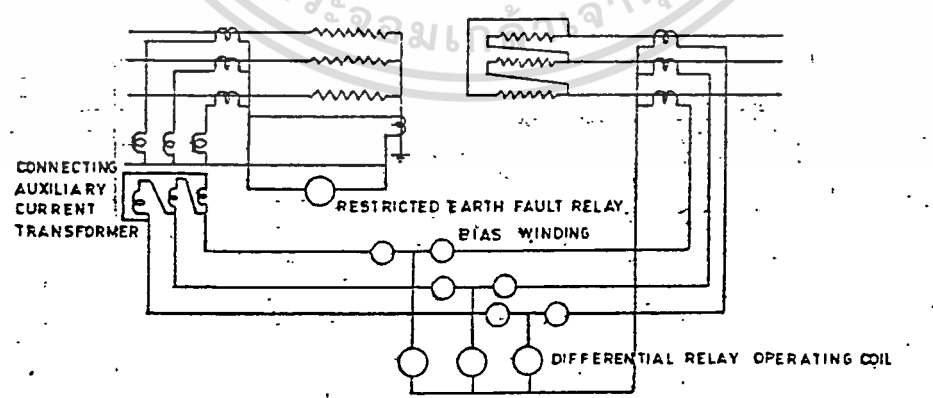 CONNECTING
AUXILIARY
CURRENT
TRANSFORMER
RESTRICTED EARTH FAULT RELAY
BIAS WINDING
DIFFERENTIAL RELAY OPERATING COIL